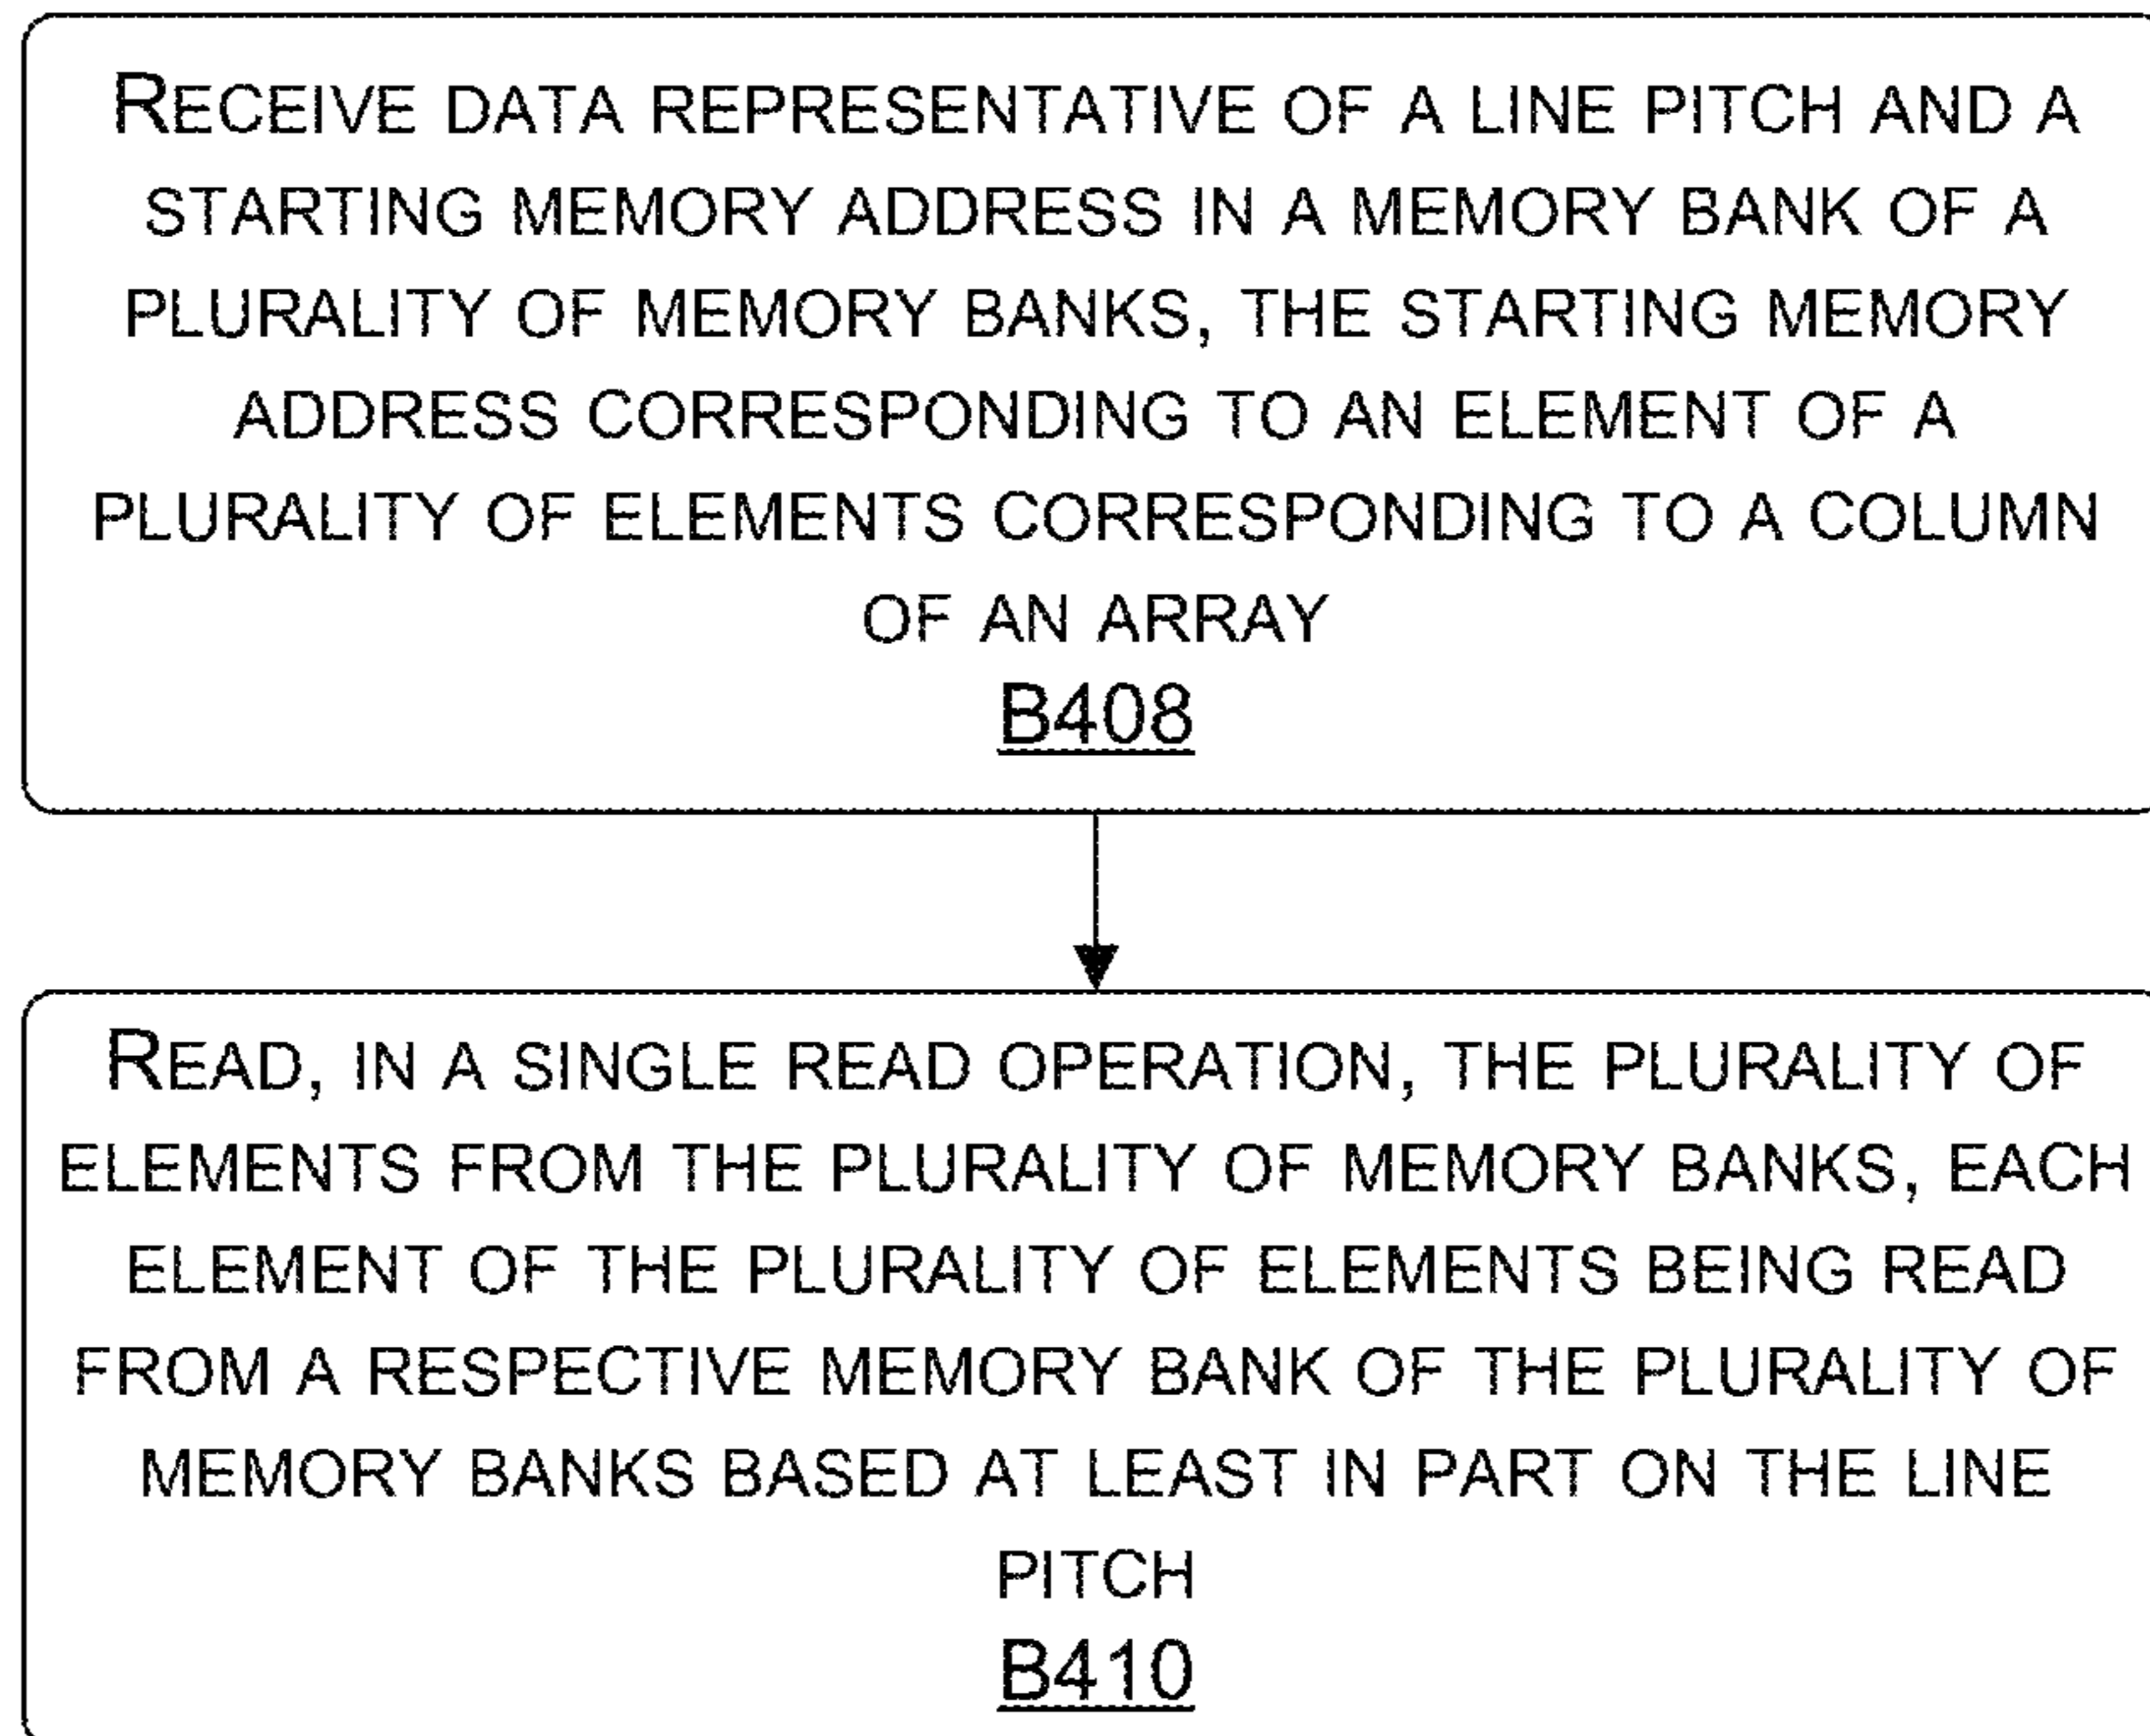 RECEIVE DATA REPRESENTATIVE OF A LINE PITCH AND A
STARTING MEMORY ADDRESS IN A MEMORY BANK OF A
PLURALITY OF MEMORY BANKS, THE STARTING MEMORY
ADDRESS CORRESPONDING TO AN ELEMENT OF A
PLURALITY OF ELEMENTS CORRESPONDING TO A COLUMN
OF AN ARRAY
B408
READ, IN A SINGLE READ OPERATION, THE PLURALITY OF
ELEMENTS FROM THE PLURALITY OF MEMORY BANKS, EACH
ELEMENT OF THE PLURALITY OF ELEMENTS BEING READ
FROM A RESPECTIVE MEMORY BANK OF THE PLURALITY OF
MEMORY BANKS BASED AT LEAST IN PART ON THE LINE
PITCH
B410